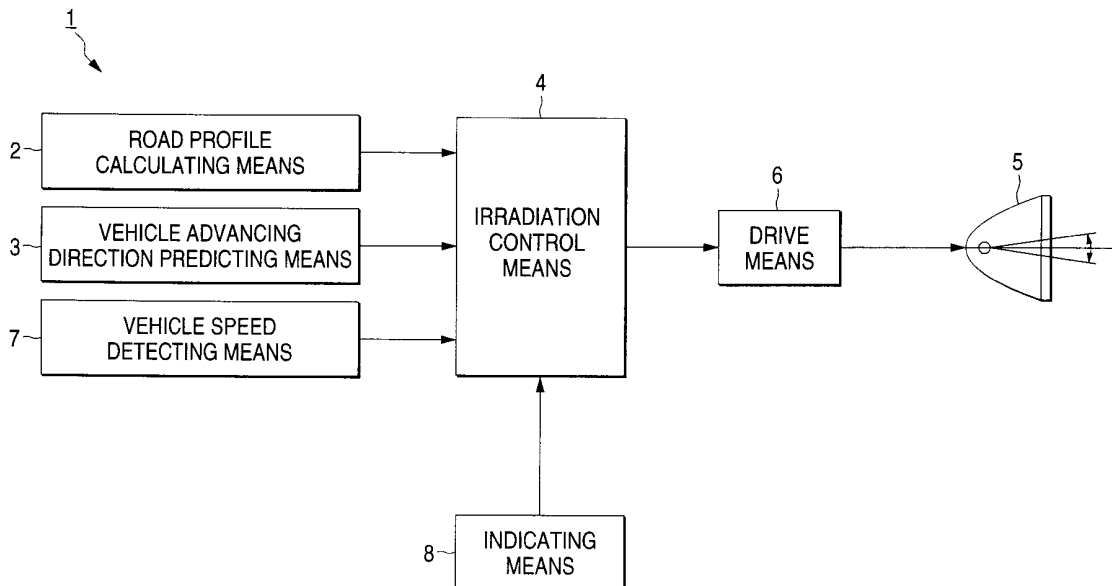 1
2
ROAD PROFILE
CALCULATING MEANS
3
VEHICLE ADVANCING
DIRECTION PREDICTING MEANS
7
VEHICLE SPEED
DETECTING MEANS
4
IRRADIATION
CONTROL
MEANS
6
DRIVE
MEANS
5
8
INDICATING
MEANS